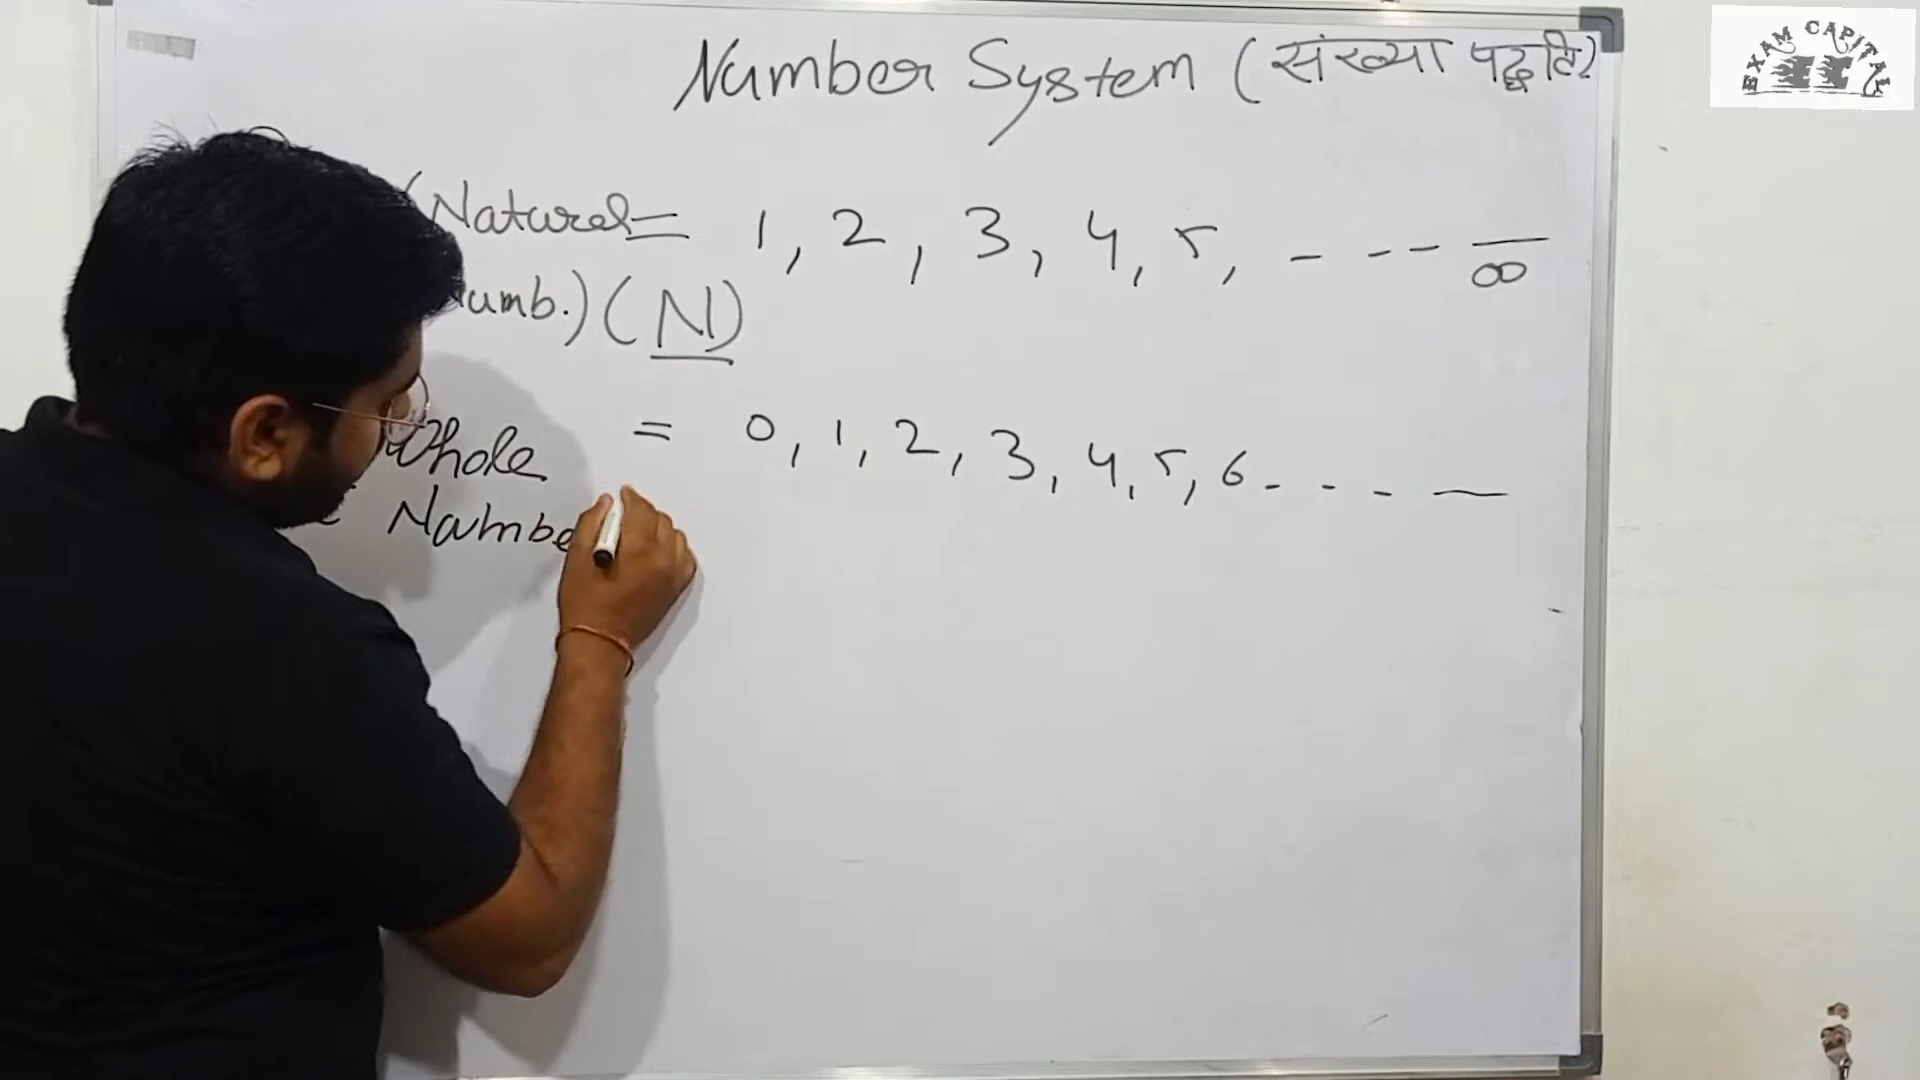 Number System (संख्या पद्धति)
EXAM CAPITAL
(Natural = 1, 2, 3, 4, 5, - - - — ∞
umb.) (N)
Whole = 0, 1, 2, 3, 4, 5, 6 - - - —
Numbe